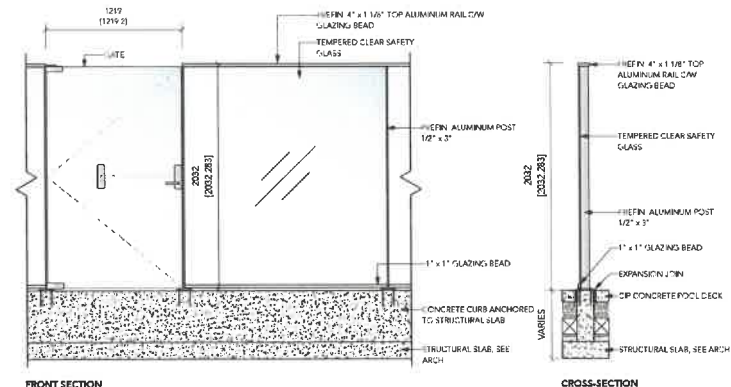 1217
(1219.2)
GATE
PREFIN. 4" x 1 1/8" TOP ALUMINUM RAIL C/W
GLAZING BEAD
TEMPERED CLEAR SAFETY
GLASS
PREFIN. ALUMINUM POST
1/2" x 3"
2032
[2032.283]
1" x 1" GLAZING BEAD
CONCRETE CURB ANCHORED
TO STRUCTURAL SLAB
STRUCTURAL SLAB, SEE
ARCH
FRONT SECTION
PREFIN. 4" x 1 1/8" TOP
ALUMINUM RAIL C/W
GLAZING BEAD
TEMPERED CLEAR SAFETY
GLASS
2032
[2032.283]
PREFIN. ALUMINUM POST
1/2" x 3"
1" x 1" GLAZING BEAD
EXPANSION JOIN
CIP CONCRETE POOL DECK
VARIES
STRUCTURAL SLAB, SEE ARCH
CROSS-SECTION